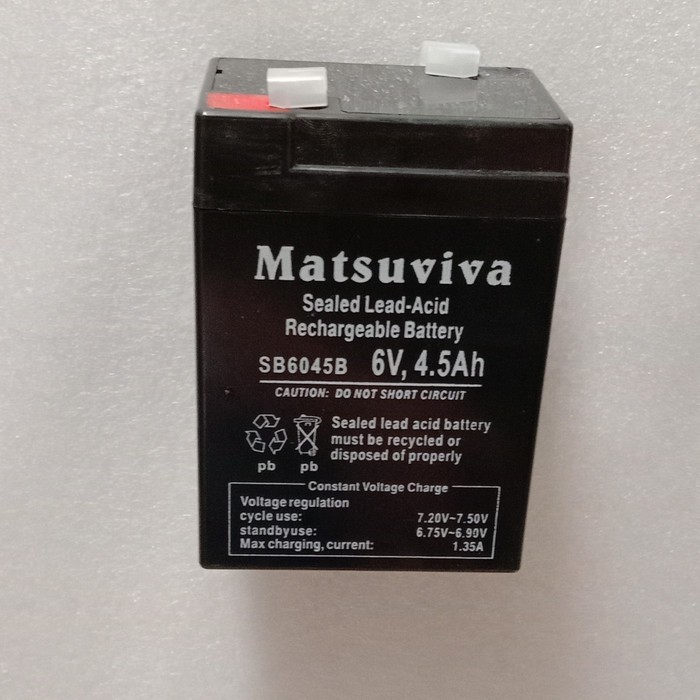 Matsuviva
Sealed Lead-Acid
Rechargeable Battery
SB6045B 6V, 4.5Ah
CAUTION: DO NOT SHORT CIRCUIT
Sealed lead acid battery
must be recycled or
disposed of properly
pb pb
Constant Voltage Charge
Voltage regulation
cycle use: 7.20V~7.50V
standbyuse: 6.75V~6.90V
Max charging, current: 1.35A